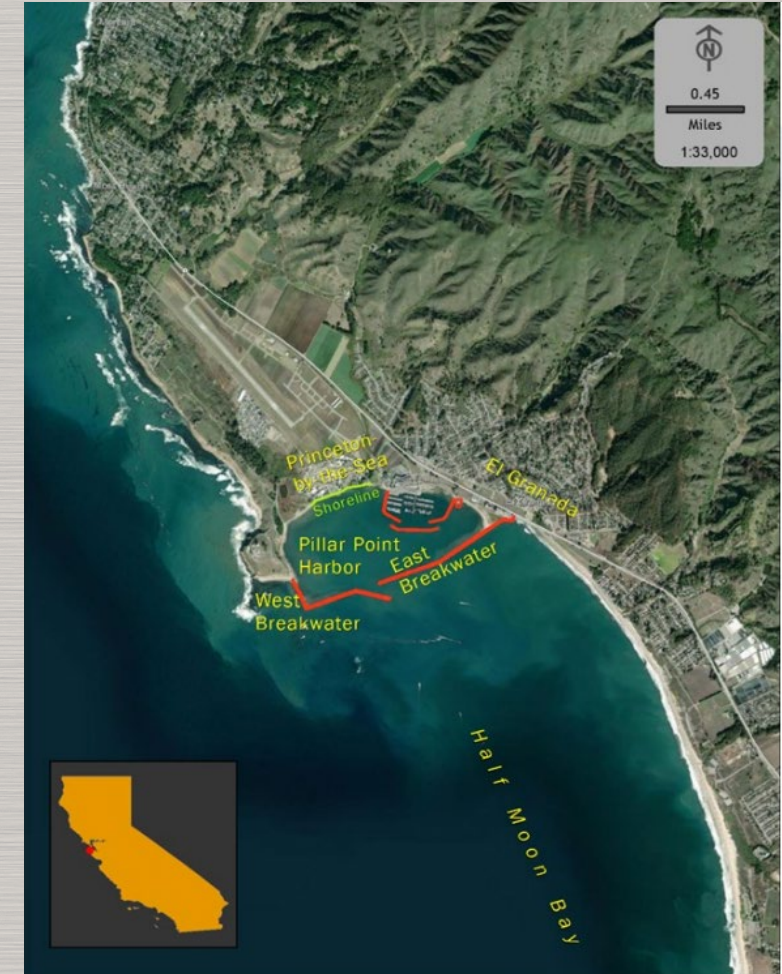 N
0.45
Miles
1:33,000
Princeton
by the Sea
Shoreline
El Granada
Pillar Point
Harbor
East
Breakwater
West
Breakwater
Half Moon Bay